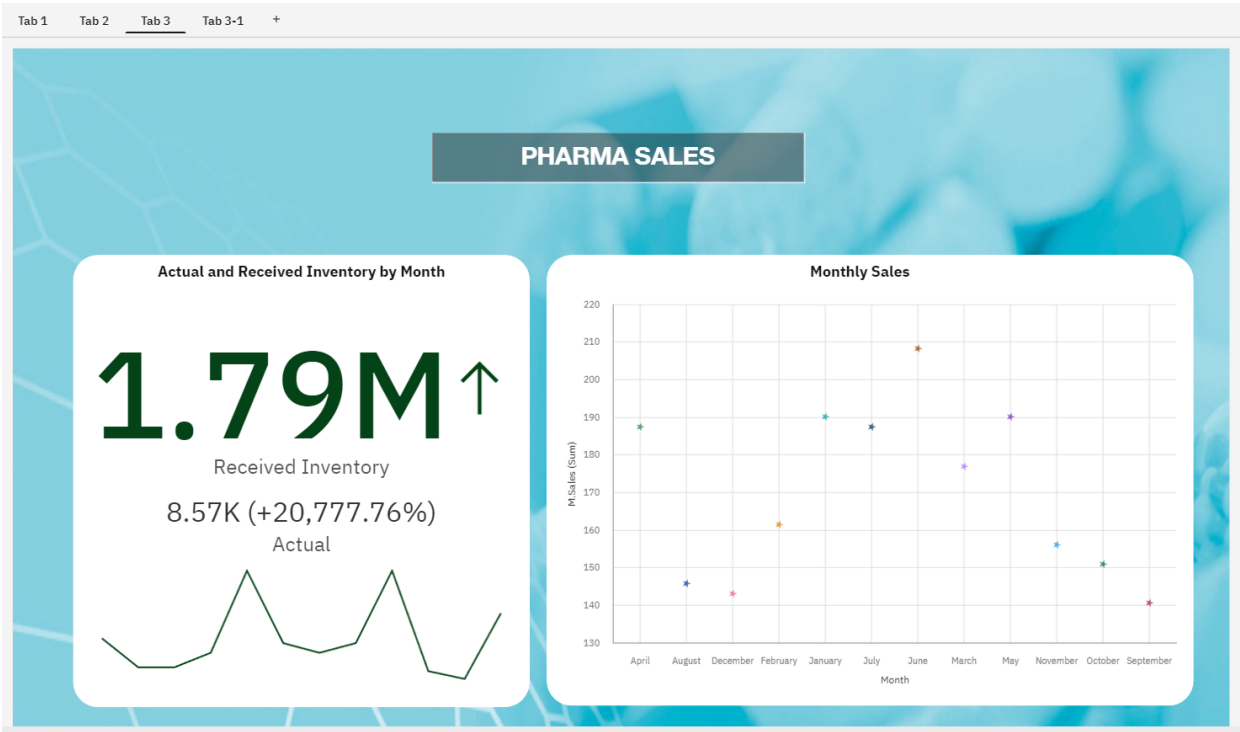 Tab 1 Tab 2 Tab 3 Tab 3-1 +
PHARMA SALES
Actual and Received Inventory by Month
1.79M↑
Received Inventory
8.57K (+20,777.76%)
Actual
Monthly Sales
M.Sales (Sum)
220
210
200
190
180
170
160
150
140
130
April August December February January July June March May November October September
Month